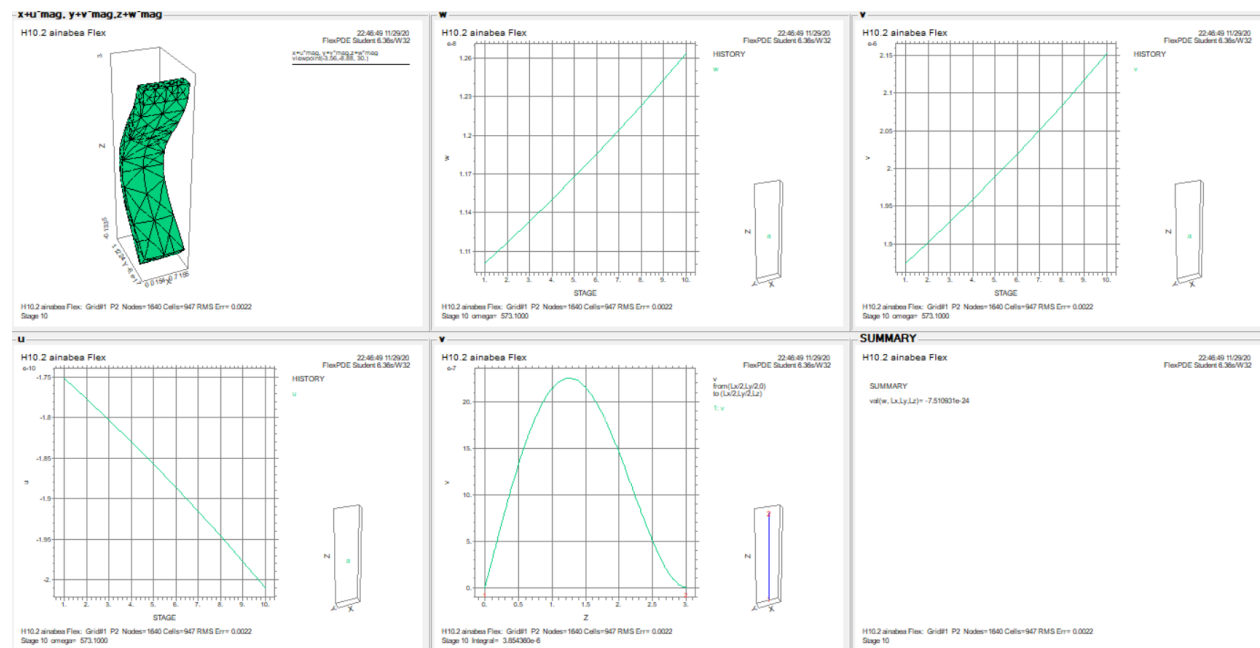 x+u*mag, y+v*mag,z+w*mag
H10.2 ainabea Flex
22:46:49 11/29/20
FlexPDE Student 6.36s/W32
x+u*mag, y+v*mag,z+w*mag
viewpoint(-3.56,-8.88, 30.)
3
Z
X
H10.2 ainabea Flex: Grid#1 P2 Nodes=1640 Cells=947 RMS Err= 0.0022
Stage 10 omega= 573.1000
w
H10.2 ainabea Flex
22:46:49 11/29/20
FlexPDE Student 6.36s/W32
HISTORY
w
1.26
1.23
1.2
1.17
1.14
1.11
w
1. 2. 3. 4. 5. 6. 7. 8. 9. 10.
STAGE
Z
a
Y X
H10.2 ainabea Flex: Grid#1 P2 Nodes=1640 Cells=947 RMS Err= 0.0022
Stage 10 omega= 573.1000
v
H10.2 ainabea Flex
22:46:49 11/29/20
FlexPDE Student 6.36s/W32
e-6
HISTORY
v
2.15
2.1
2.05
2.
1.95
1.9
v
1. 2. 3. 4. 5. 6. 7. 8. 9. 10.
STAGE
Z
a
Y X
H10.2 ainabea Flex: Grid#1 P2 Nodes=1640 Cells=947 RMS Err= 0.0022
Stage 10 omega= 573.1000
u
H10.2 ainabea Flex
22:46:49 11/29/20
FlexPDE Student 6.36s/W32
e-10
HISTORY
u
-1.75
-1.8
-1.85
-1.9
-1.95
-2.
u
1. 2. 3. 4. 5. 6. 7. 8. 9. 10.
STAGE
Z
a
Y X
H10.2 ainabea Flex: Grid#1 P2 Nodes=1640 Cells=947 RMS Err= 0.0022
Stage 10 omega= 573.1000
v
H10.2 ainabea Flex
22:46:49 11/29/20
FlexPDE Student 6.36s/W32
e-7
v
from(Lx/2,Ly/2,0)
to (Lx/2,Ly/2,Lz)
1: v
20.
15.
10.
5.
0.
v
0. 0.5 1. 1.5 2. 2.5 3.
Z
Z
Y X
H10.2 ainabea Flex: Grid#1 P2 Nodes=1640 Cells=947 RMS Err= 0.0022
Stage 10 Integral= 3.854360e-6
SUMMARY
H10.2 ainabea Flex
22:46:49 11/29/20
FlexPDE Student 6.36s/W32
SUMMARY
val(w, Lx,Ly,Lz)= -7.510931e-24
H10.2 ainabea Flex: Grid#1 P2 Nodes=1640 Cells=947 RMS Err= 0.0022
Stage 10